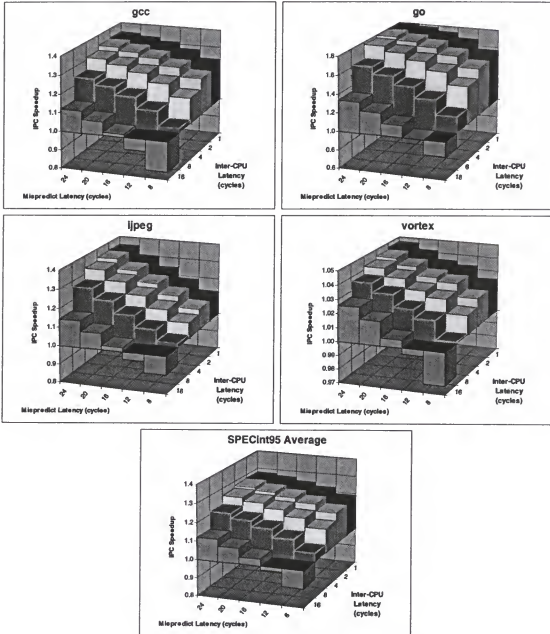 gcc
IPC Speedup
1.4
1.3
1.2
1.1
1.0
0.9
0.8
24
20
16
12
8
16
8
4
2
1
Mispredict Latency (cycles)
Inter-CPU
Latency
(cycles)
go
IPC Speedup
1.8
1.6
1.4
1.2
1.0
0.8
24
20
16
12
8
16
8
4
2
1
Mispredict Latency (cycles)
Inter-CPU
Latency
(cycles)
ijpeg
IPC Speedup
1.4
1.3
1.2
1.1
1.0
0.9
0.8
24
20
16
12
8
16
8
4
2
1
Mispredict Latency (cycles)
Inter-CPU
Latency
(cycles)
vortex
IPC Speedup
1.05
1.04
1.03
1.02
1.01
1.00
0.99
0.98
0.97
24
20
16
12
8
16
8
4
2
1
Mispredict Latency (cycles)
Inter-CPU
Latency
(cycles)
SPECint95 Average
IPC Speedup
1.4
1.3
1.2
1.1
1.0
0.9
0.8
24
20
16
12
8
16
8
4
2
1
Mispredict Latency (cycles)
Inter-CPU
Latency
(cycles)